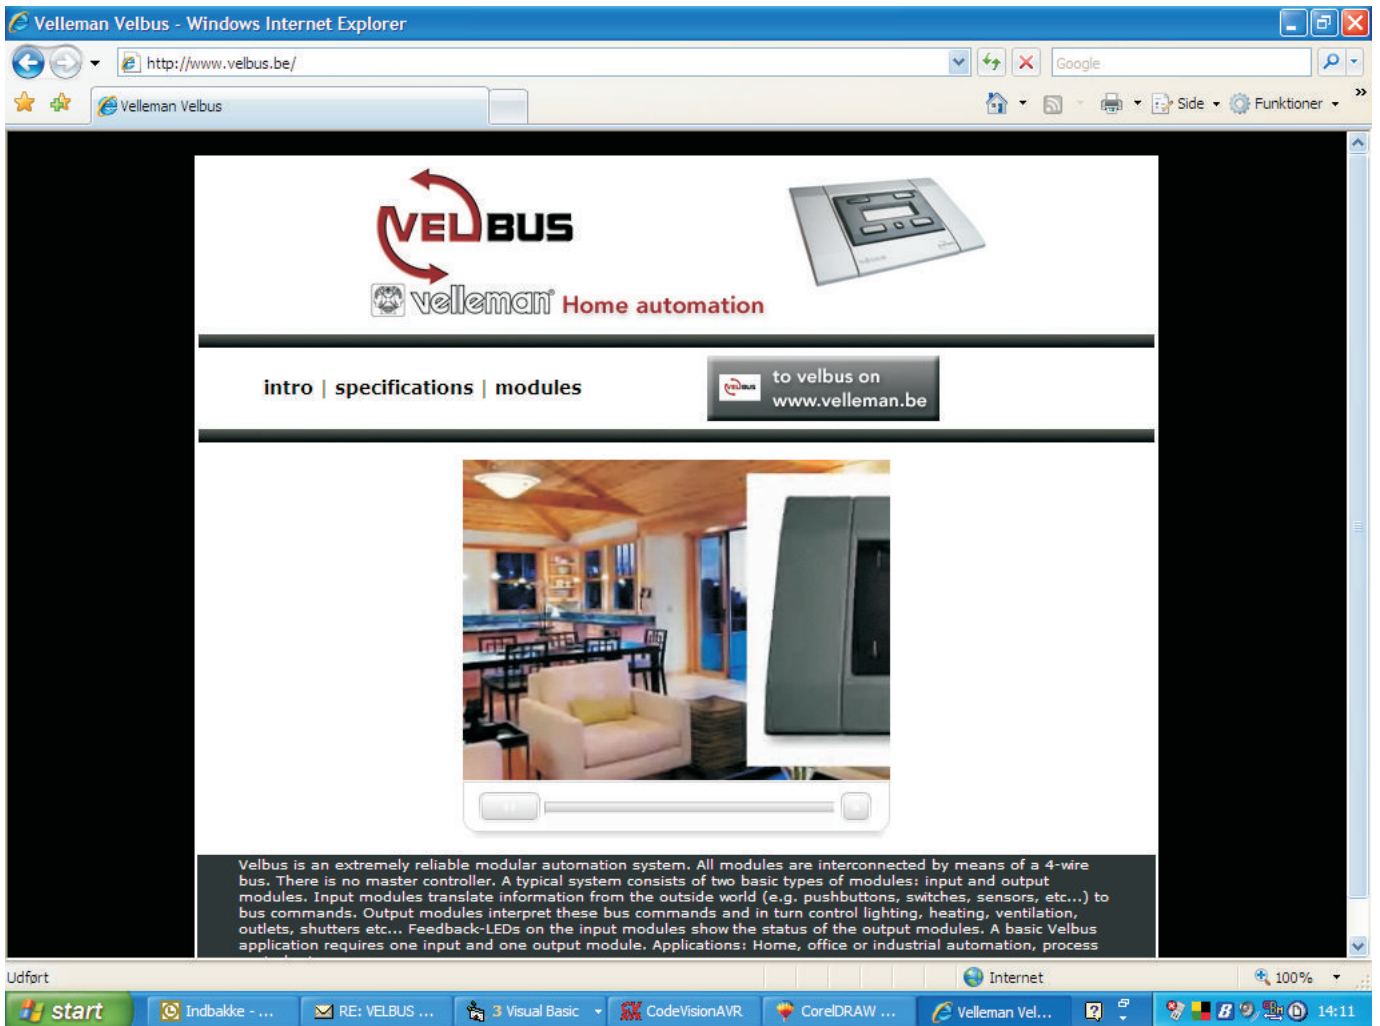 Velleman Velbus - Windows Internet Explorer
http://www.velbus.be/
Google
Velleman Velbus
Side
Funktioner
VELBUS
velleman® Home automation
intro | specifications | modules
VELBUS
to velbus on
www.velleman.be
Velbus is an extremely reliable modular automation system. All modules are interconnected by means of a 4-wire
bus. There is no master controller. A typical system consists of two basic types of modules: input and output
modules. Input modules translate information from the outside world (e.g. pushbuttons, switches, sensors, etc...) to
bus commands. Output modules interpret these bus commands and in turn control lighting, heating, ventilation,
outlets, shutters etc... Feedback-LEDs on the input modules show the status of the output modules. A basic Velbus
application requires one input and one output module. Applications: Home, office or industrial automation, process
Udført
Internet
100%
start
Indbakke - ...
RE: VELBUS ...
3 Visual Basic
CodeVisionAVR
CorelDRAW ...
Velleman Vel...
14:11